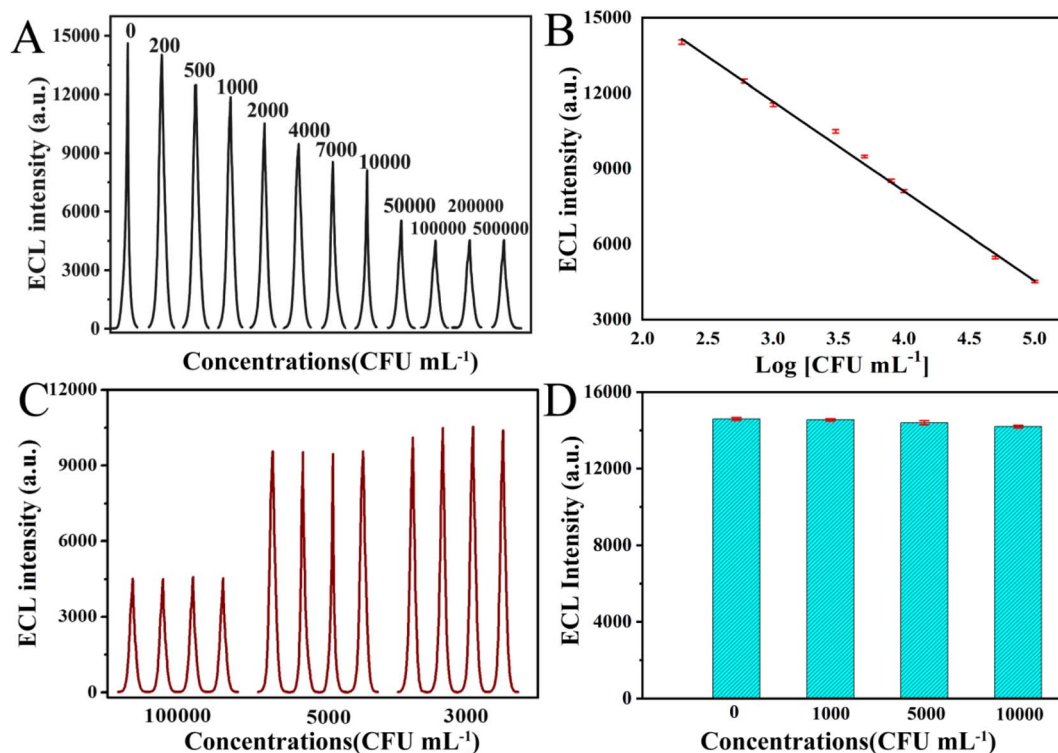 A
ECL intensity (a.u.)
15000
12000
9000
6000
3000
0
0
200
500
1000
2000
4000
7000
10000
50000
100000
200000
500000
Concentrations(CFU mL⁻¹)
B
ECL intensity (a.u.)
15000
12000
9000
6000
3000
2.0 2.5 3.0 3.5 4.0 4.5 5.0
Log [CFU mL⁻¹]
C
ECL intensity (a.u.)
12000
9000
6000
3000
0
100000 5000 3000
Concentrations(CFU mL⁻¹)
D
ECL Intensity (a.u.)
16000
12000
8000
4000
0
0 1000 5000 10000
Concentrations(CFU mL⁻¹)